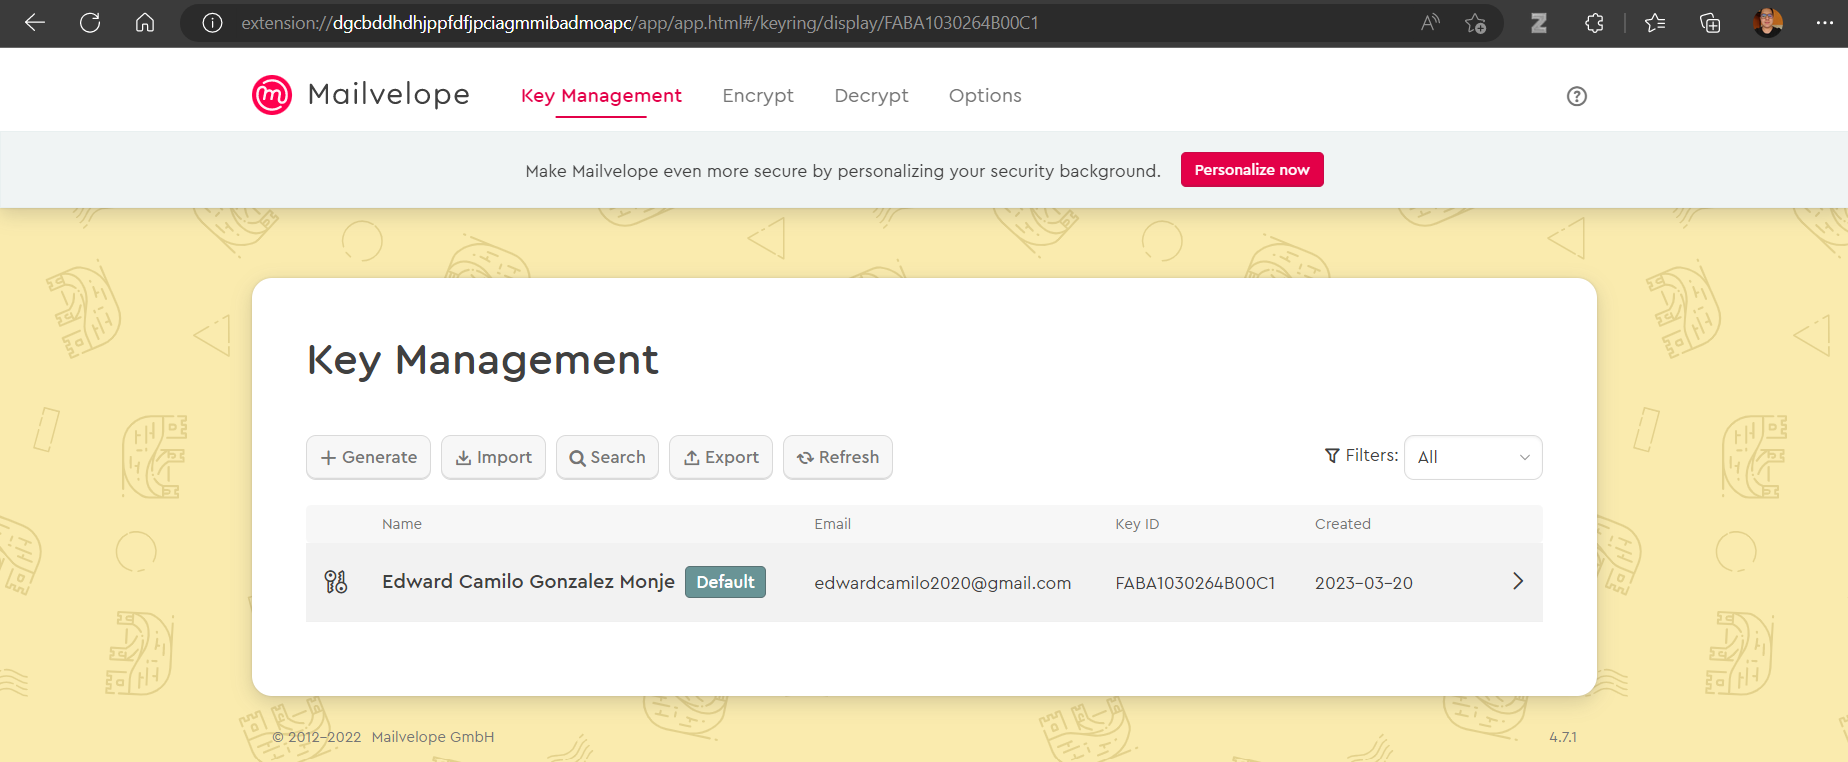 extension://dgcbddhdhjppfdfjpciagmmibadmoapc/app/app.html#/keyring/display/FABA1030264B00C1
Mailvelope Key Management Encrypt Decrypt Options
Make Mailvelope even more secure by personalizing your security background. Personalize now
Key Management
Generate Import Search Export Refresh Filters: All
Name Email Key ID Created
Edward Camilo Gonzalez Monje Default edwardcamilo2020@gmail.com FABA1030264B00C1 2023-03-20
© 2012-2022 Mailvelope GmbH 4.7.1